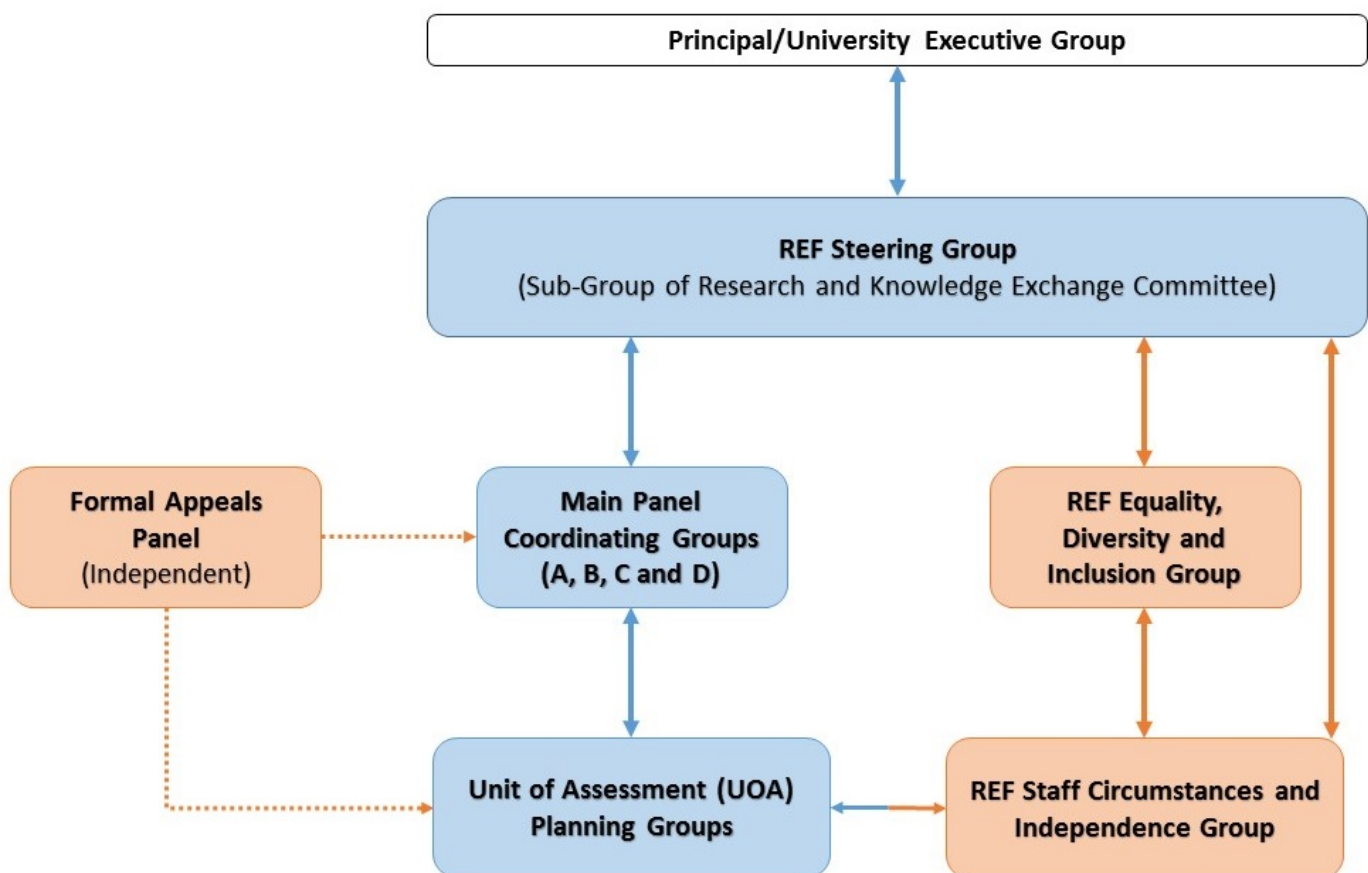 Principal/University Executive Group
REF Steering Group
(Sub-Group of Research and Knowledge Exchange Committee)
Formal Appeals
Panel
(Independent)
Main Panel
Coordinating Groups
(A, B, C and D)
REF Equality,
Diversity and
Inclusion Group
Unit of Assessment (UOA)
Planning Groups
REF Staff Circumstances and
Independence Group